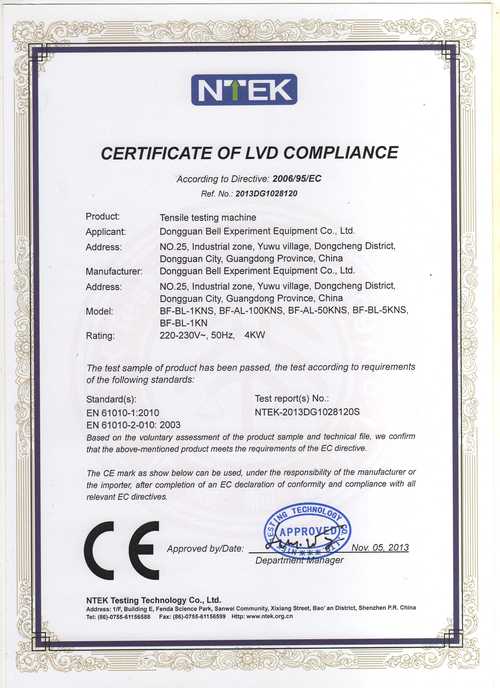 NTEK
CERTIFICATE OF LVD COMPLIANCE
According to Directive: 2006/95/EC
Ref. No.: 2013DG1028120
Product: Tensile testing machine
Applicant: Dongguan Bell Experiment Equipment Co., Ltd.
Address: NO.25, Industrial zone, Yuwu village, Dongcheng District,
Dongguan City, Guangdong Province, China
Manufacturer: Dongguan Bell Experiment Equipment Co., Ltd.
Address: NO.25, Industrial zone, Yuwu village, Dongcheng District,
Dongguan City, Guangdong Province, China
Model: BF-BL-1KNS, BF-AL-100KNS, BF-AL-50KNS, BF-BL-5KNS,
BF-BL-1KN
Rating: 220-230V~, 50Hz, 4KW
The test sample of product has been passed, the test according to requirements
of the following standards:
Standard(s): Test report(s) No.:
EN 61010-1:2010 NTEK-2013DG1028120S
EN 61010-2-010: 2003
Based on the voluntary assessment of the product sample and technical file, we confirm
that the above-mentioned product meets the requirements of the EC directive.
The CE mark as show below can be used, under the responsibility of the manufacturer or
the importer, after completion of an EC declaration of conformity and compliance with all
relevant EC directives.
CE
TESTING TECHNOLOGY
APPROVED
Approved by/Date: Nov. 05, 2013
Department Manager
NTEK Testing Technology Co., Ltd.
Address: 1/F, Building E, Fenda Science Park, Sanwei Community, Xixiang Street, Bao' an District, Shenzhen P.R. China
Tel: (86)-0755-61156588 Fax: (86)-0755-61156599 Http: www.ntek.org.cn